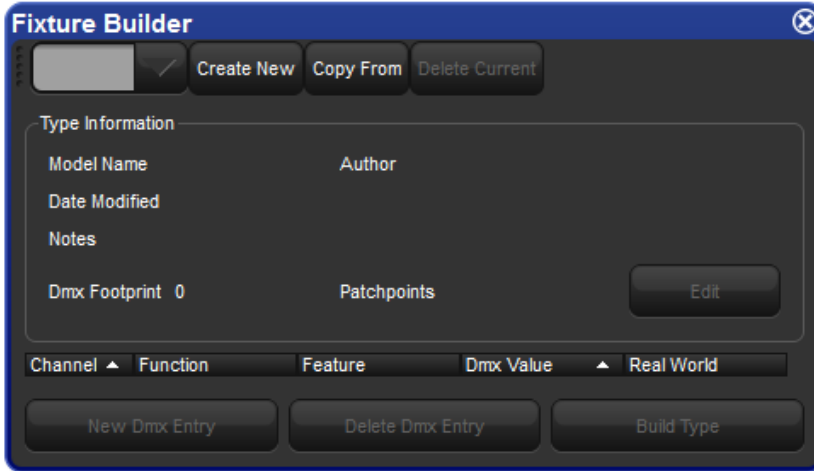 Fixture Builder
Create New Copy From Delete Current
Type Information
Model Name Author
Date Modified
Notes
Dmx Footprint 0 Patchpoints Edit
Channel Function Feature Dmx Value Real World
New Dmx Entry Delete Dmx Entry Build Type